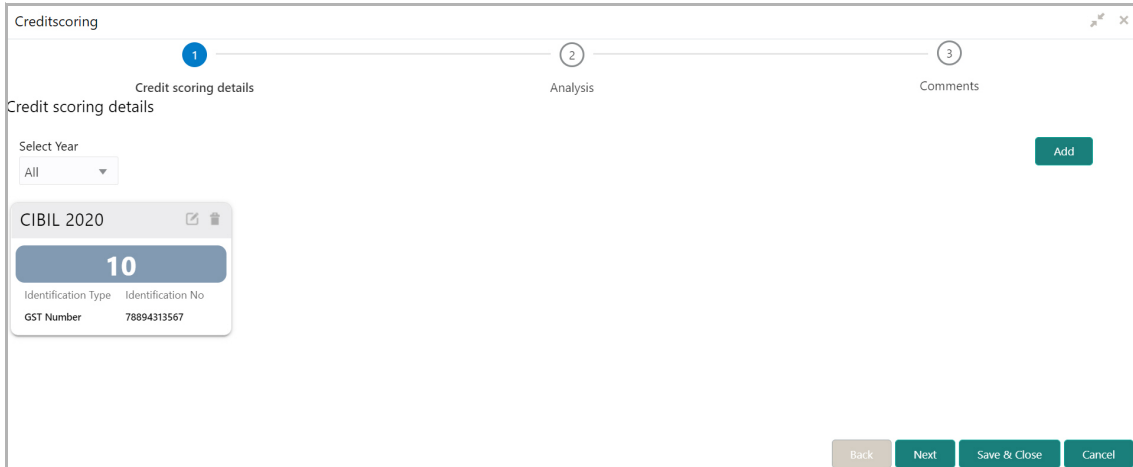 Creditscoring
1 2 3
Credit scoring details Analysis Comments
Credit scoring details
Select Year
Add
All
CIBIL 2020
10
Identification Type Identification No
GST Number 78894313567
Back Next Save & Close Cancel